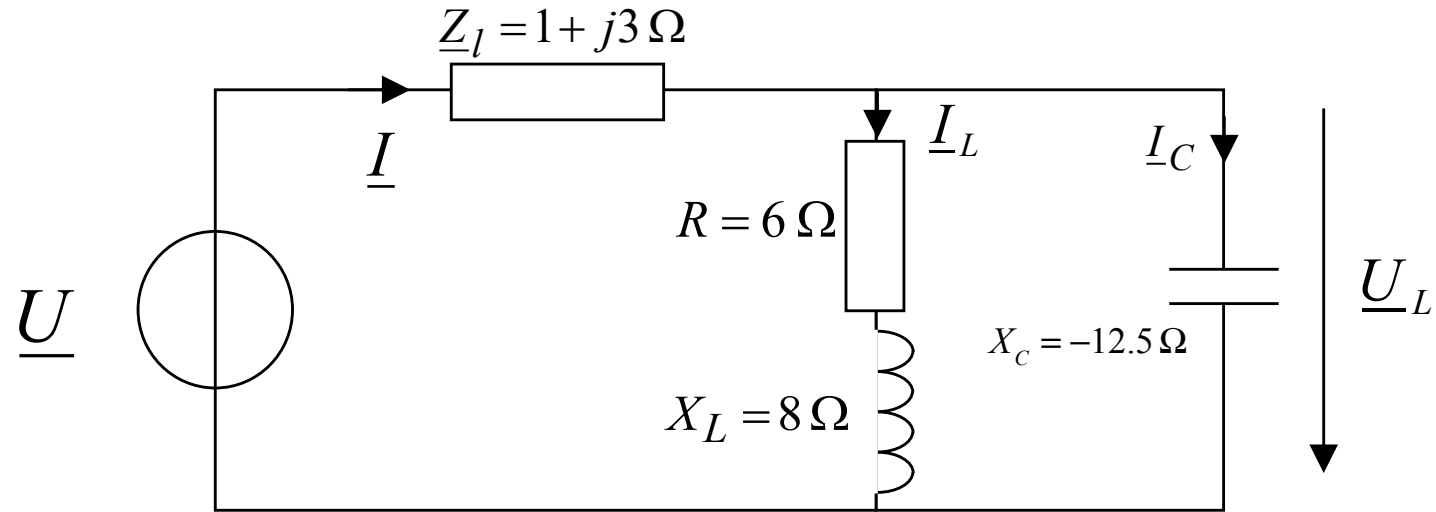 Z_l = 1 + j3 Ω
I
I_L
I_C
R = 6 Ω
U
U_L
X_C = −12.5 Ω
X_L = 8 Ω